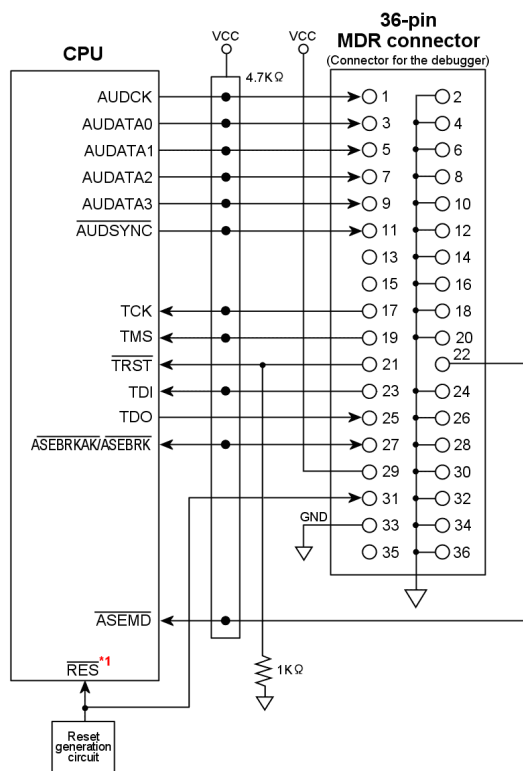 36-pin
MDR connector
(Connector for the debugger)
CPU
VCC
VCC
4.7KΩ
AUDCK
1
2
AUDATA0
3
4
AUDATA1
5
6
AUDATA2
7
8
AUDATA3
9
10
AUDSYNC
11
12
13
14
15
16
TCK
17
18
TMS
19
20
TRST
21
22
TDI
23
24
TDO
25
26
ASEBRKAK/ASEBRK
27
28
29
30
31
32
GND
33
34
35
36
ASEMD
RES*1
1KΩ
Reset
generation
circuit